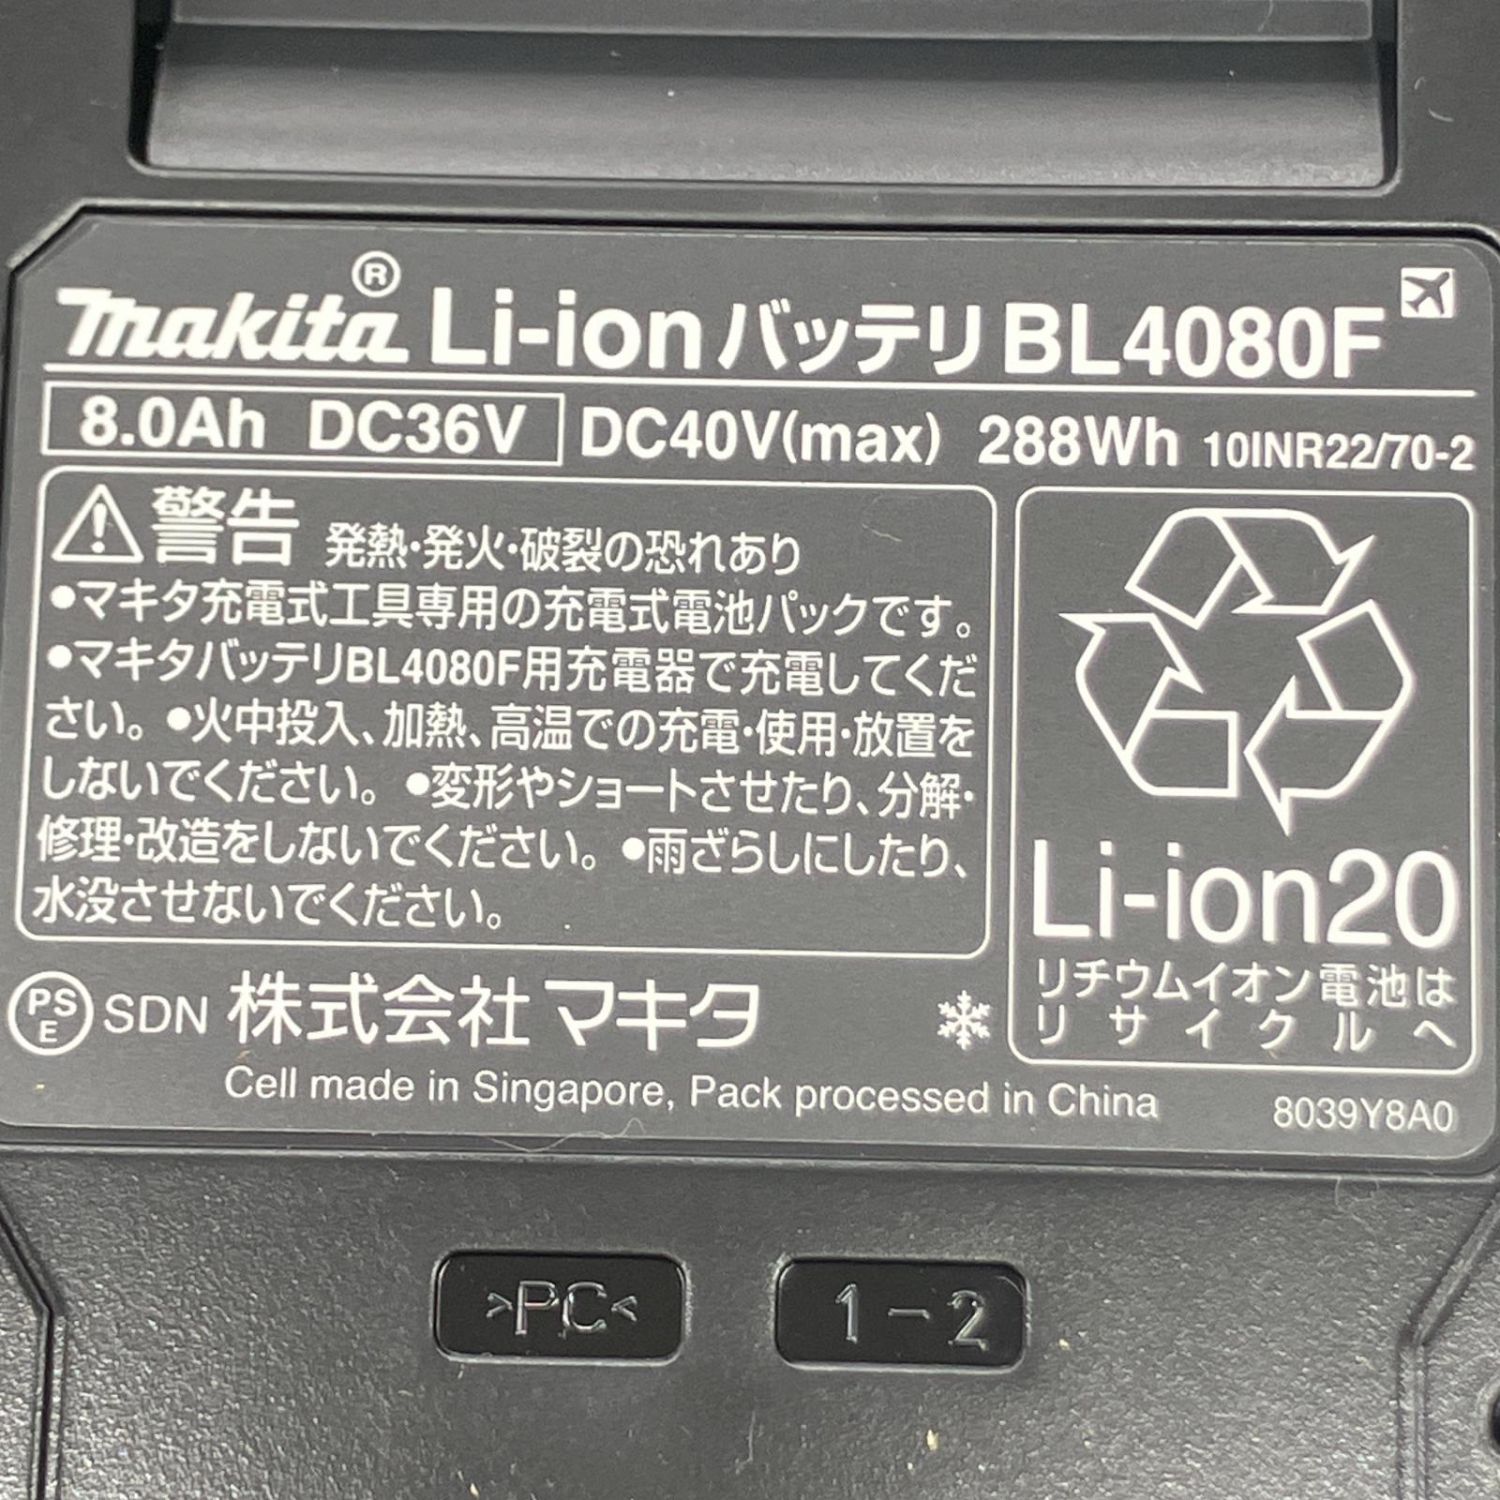 makita® Li-ionバッテリ BL4080F
8.0Ah DC36V DC40V(max) 288Wh 10INR22/70-2
警告 発熱・発火・破裂の恐れあり
●マキタ充電式工具専用の充電式電池パックです。
●マキタバッテリBL4080F用充電器で充電してくだ
さい。●火中投入、加熱、高温での充電・使用・放置を
しないでください。●変形やショートさせたり、分解・
修理・改造をしないでください。●雨ざらしにしたり、
水没させないでください。
Li-ion20
リチウムイオン電池は
リサイクルへ
PS
E
SDN 株式会社マキタ
Cell made in Singapore, Pack processed in China
8039Y8A0
>PC<
1-2